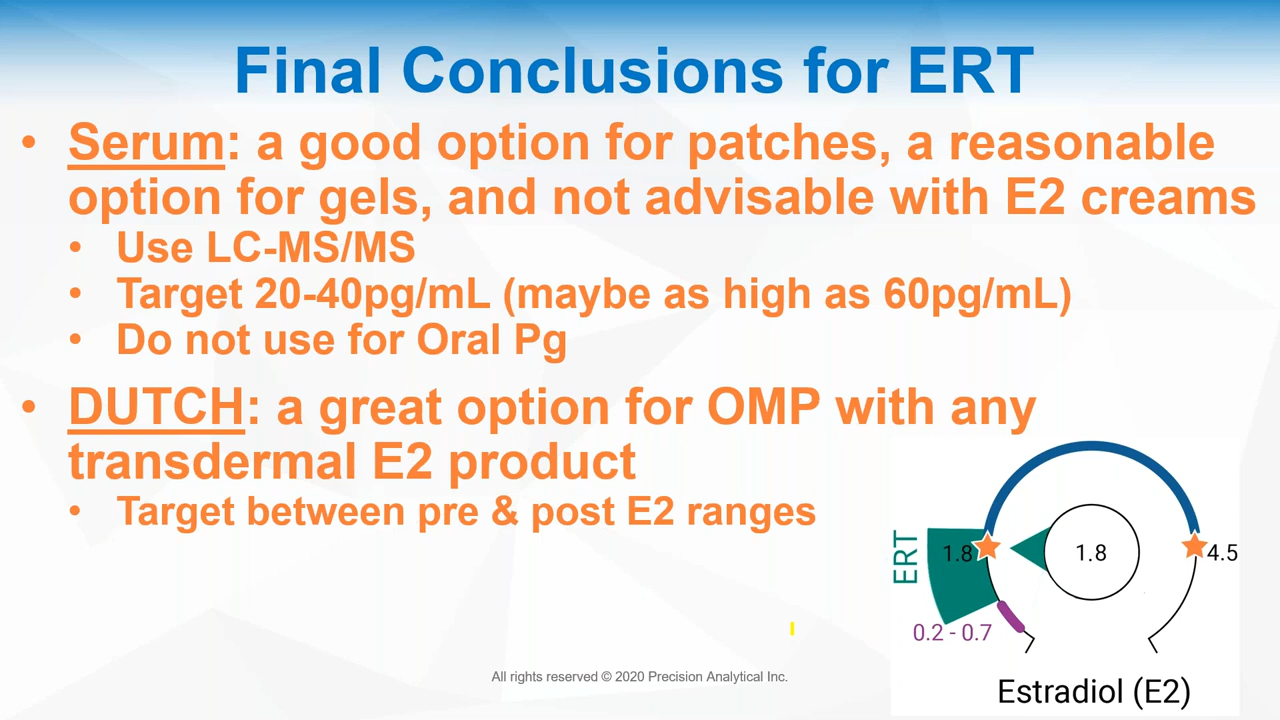 Final Conclusions for ERT
• Serum: a good option for patches, a reasonable
option for gels, and not advisable with E2 creams
• Use LC-MS/MS
• Target 20-40pg/mL (maybe as high as 60pg/mL)
• Do not use for Oral Pg
• DUTCH: a great option for OMP with any
transdermal E2 product
• Target between pre & post E2 ranges
ERT
1.8
1.8
4.5
0.2 - 0.7
Estradiol (E2)
All rights reserved © 2020 Precision Analytical Inc.